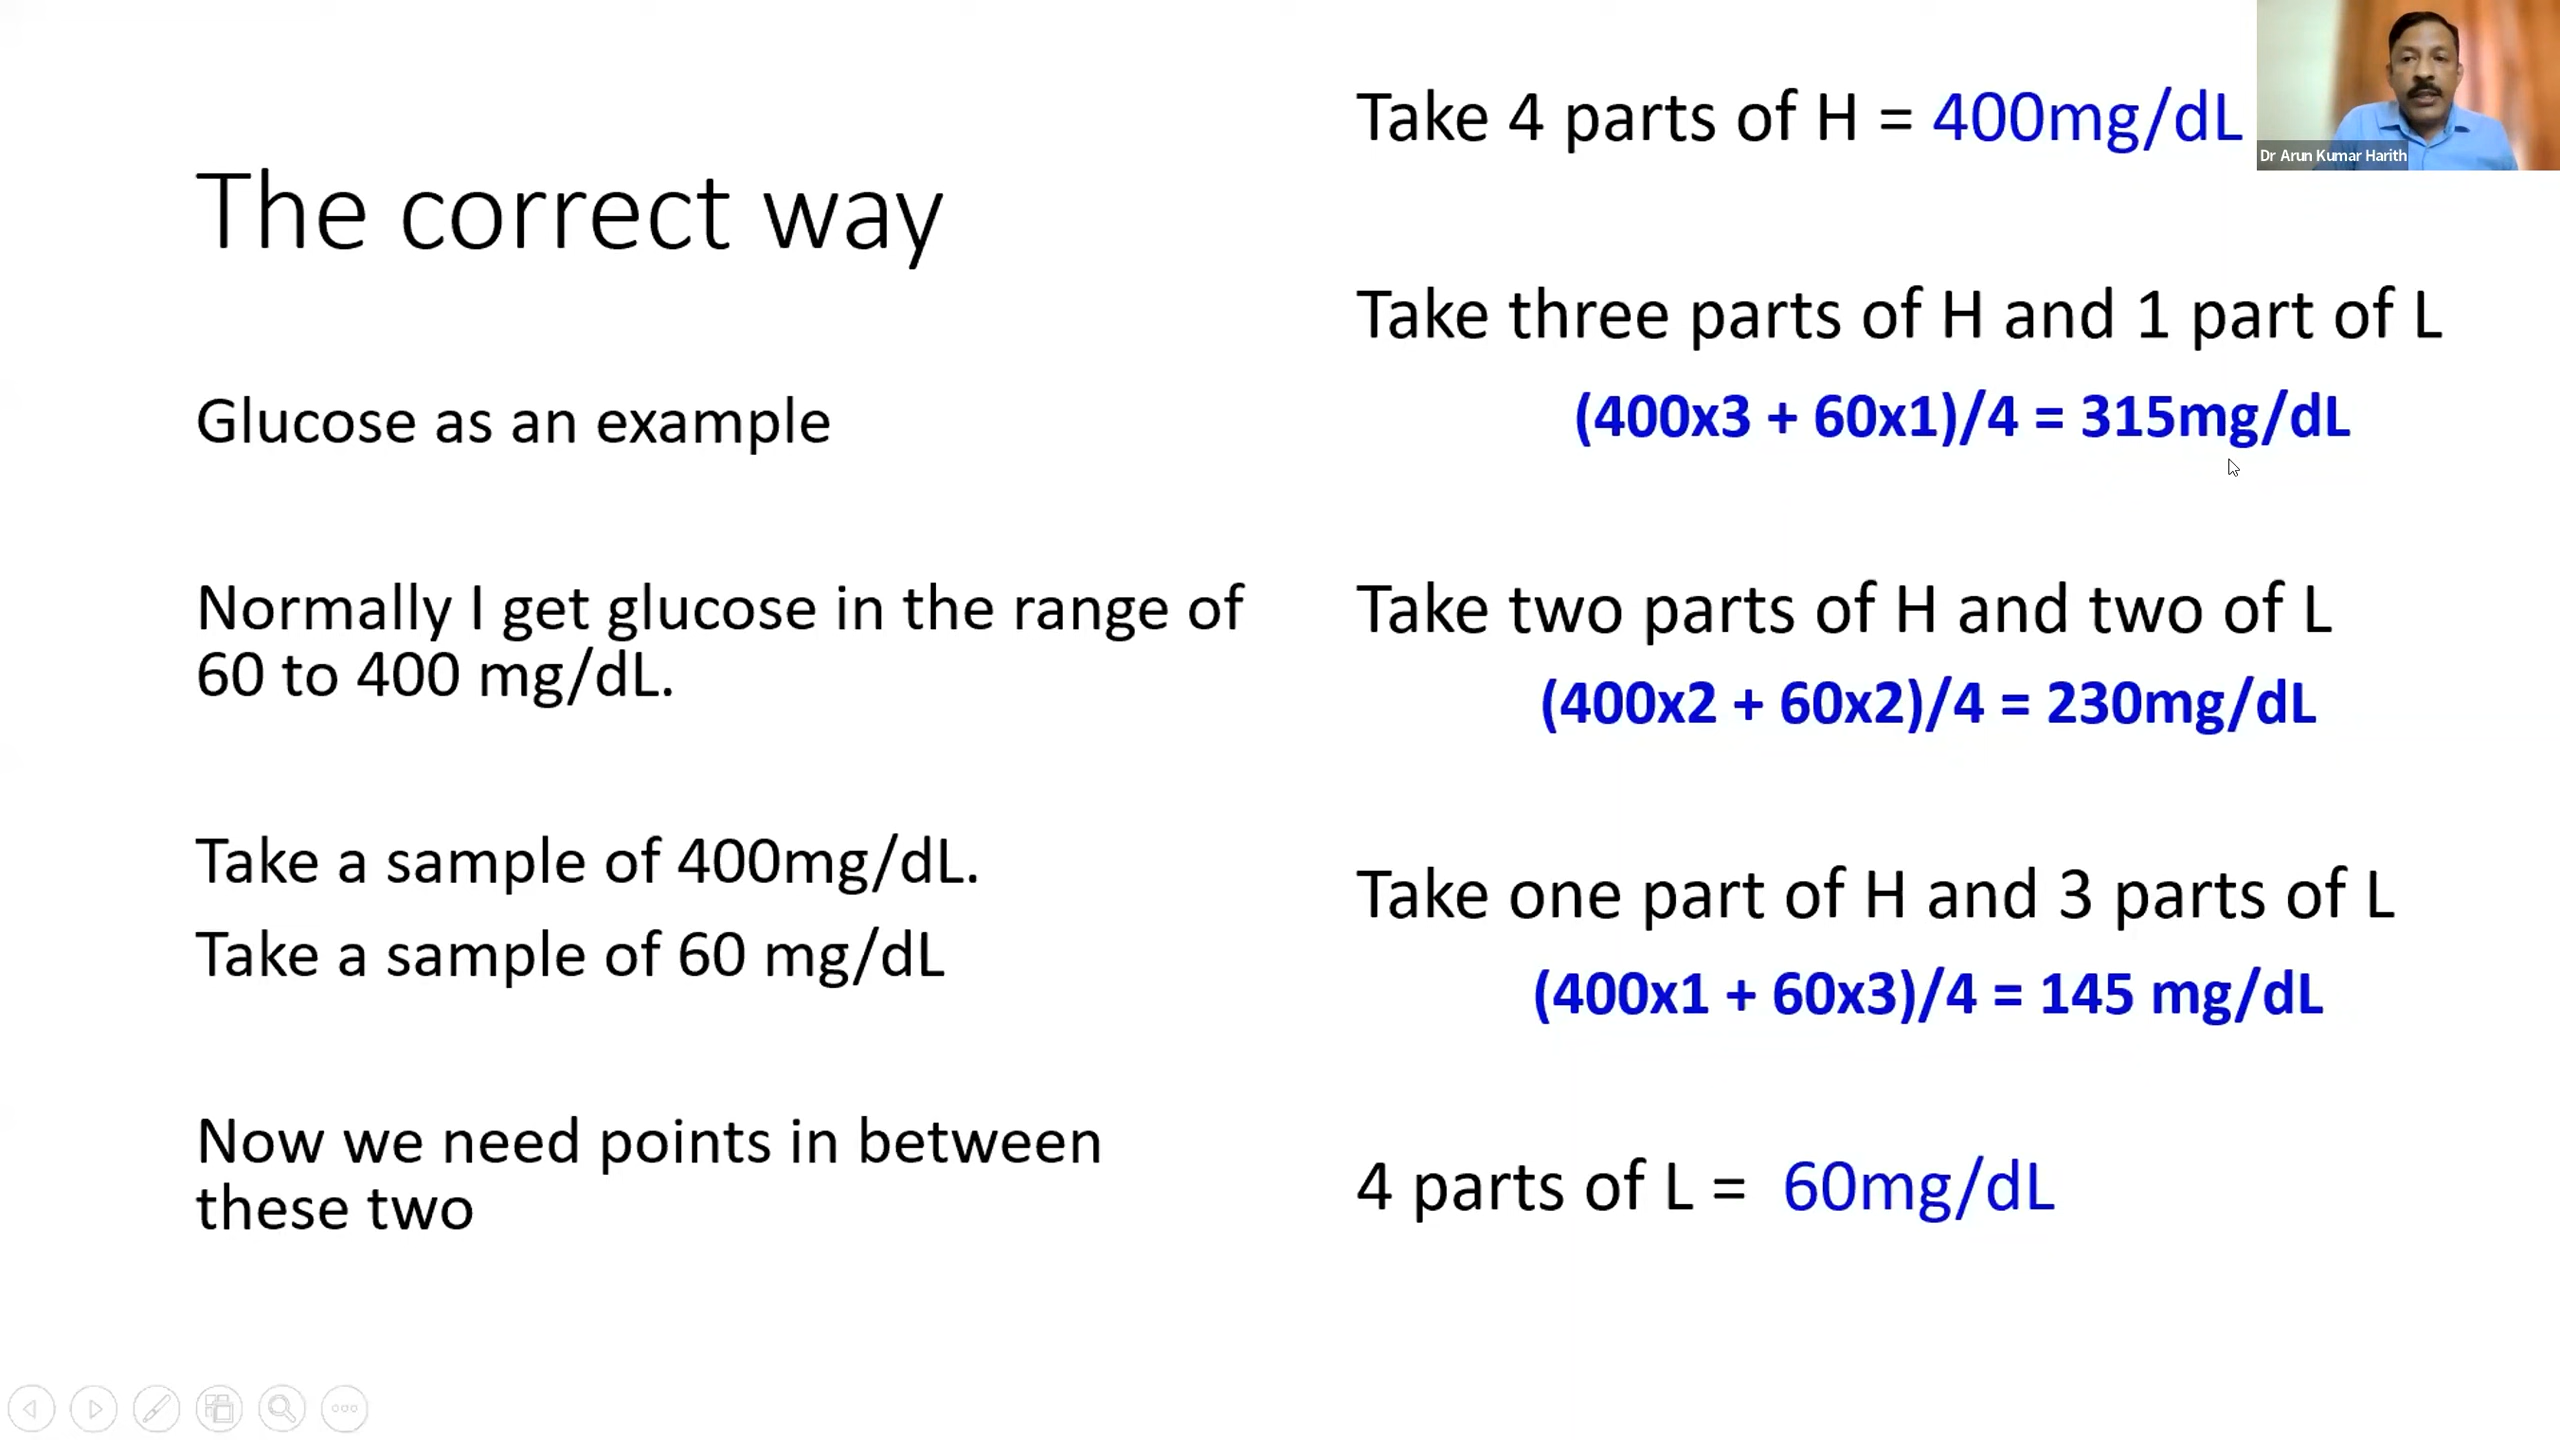 The correct way
Glucose as an example
Normally I get glucose in the range of
60 to 400 mg/dL.
Take a sample of 400mg/dL.
Take a sample of 60 mg/dL
Now we need points in between
these two
Take 4 parts of H = 400mg/dL
Take three parts of H and 1 part of L
(400x3 + 60x1)/4 = 315mg/dL
Take two parts of H and two of L
(400x2 + 60x2)/4 = 230mg/dL
Take one part of H and 3 parts of L
(400x1 + 60x3)/4 = 145 mg/dL
4 parts of L = 60mg/dL
Dr Arun Kumar Harith